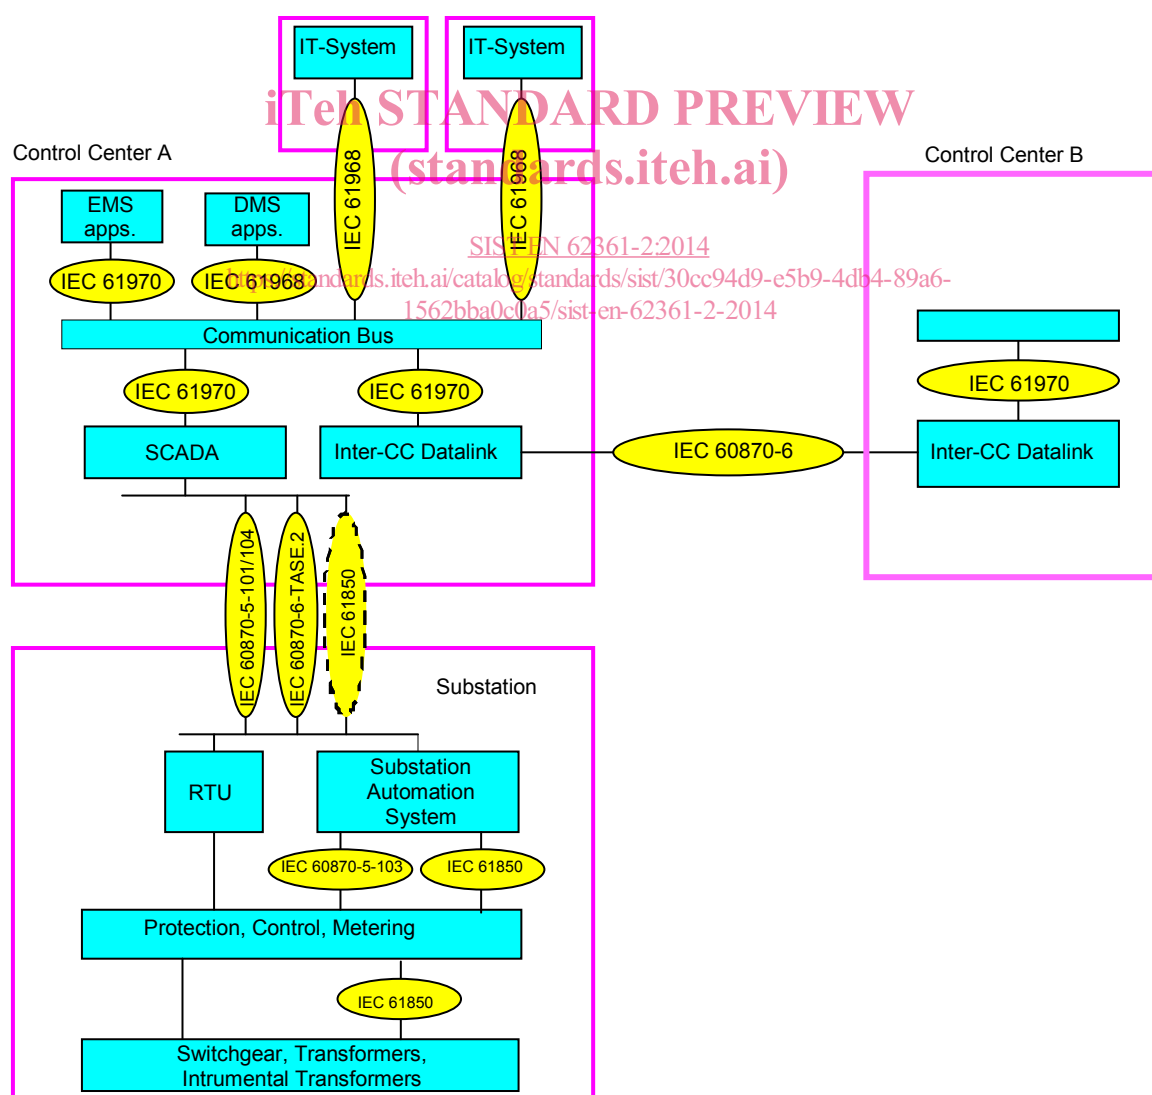 IT-System
IT-System
iTeh STANDARD PREVIEW
Control Center A
(standards.iteh.ai)
Control Center B
EMS
apps.
DMS
apps.
IEC 61968
IEC 61968
SIST EN 62361-2:2014
IEC 61970
IEC 61968
https://standards.iteh.ai/catalog/standards/sist/30cc94d9-e5b9-4db4-89a6-
1562bba0c0a5/sist-en-62361-2-2014
Communication Bus
IEC 61970
IEC 61970
IEC 61970
SCADA
Inter-CC Datalink
IEC 60870-6
Inter-CC Datalink
IEC 60870-5-101/104
IEC 60870-6-TASE.2
IEC 61850
Substation
RTU
Substation
Automation
System
IEC 60870-5-103
IEC 61850
Protection, Control, Metering
IEC 61850
Switchgear, Transformers,
Intrumental Transformers